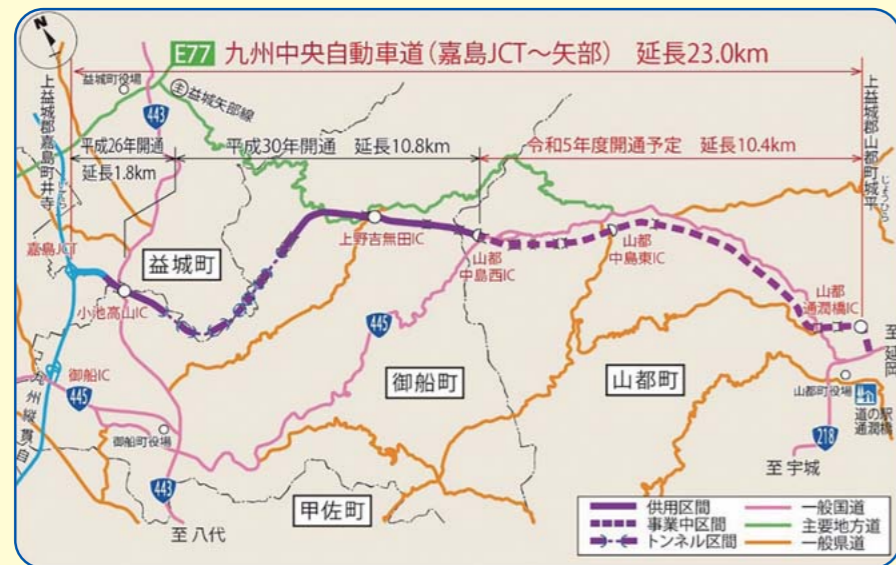 E77 九州中央自動車道(嘉島JCT～矢部) 延長23.0km
N
上益城郡嘉島町井寺
いてら
益城町役場
443
主 益城矢部線
平成26年開通
延長1.8km
平成30年開通 延長10.8km
令和5年度開通予定 延長10.4km
上益城郡山都町城平
じょうひら
嘉島JCT
益城町
上野吉無田IC
山都
中島西IC
山都
中島東IC
小池高山IC
山都
通潤橋IC
至 延岡
445
御船IC
445
御船町
山都町
山都町役場
道の駅
通潤橋
九州縦貫自
御船町役場
218
至 宇城
443
甲佐町
至 八代
供用区間
事業中区間
トンネル区間
一般国道
主要地方道
一般県道